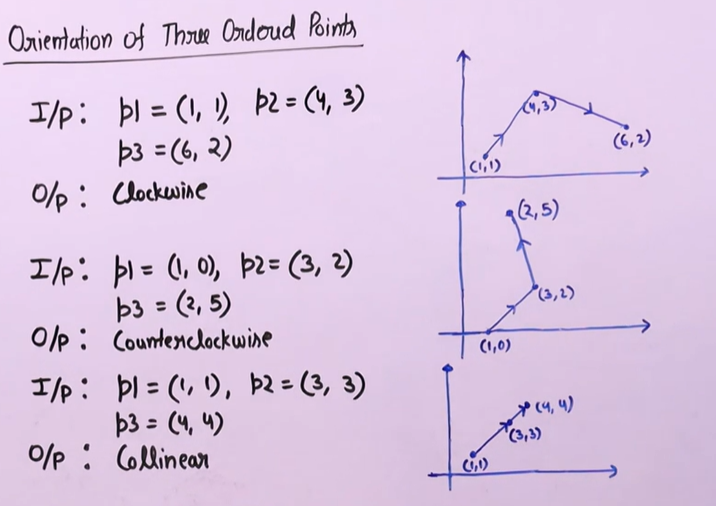 Orientation of Three Ordered Points
I/p: p1 = (1, 1), p2 = (4, 3)
p3 = (6, 2)
O/p: Clockwise
(4,3)
(6,2)
(1,1)
I/p: p1 = (1, 0), p2 = (3, 2)
p3 = (2, 5)
O/p: Counterclockwise
(2,5)
(3,2)
(1,0)
I/p: p1 = (1, 1), p2 = (3, 3)
p3 = (4, 4)
O/p: Collinear
(4, 4)
(3,3)
(1,1)